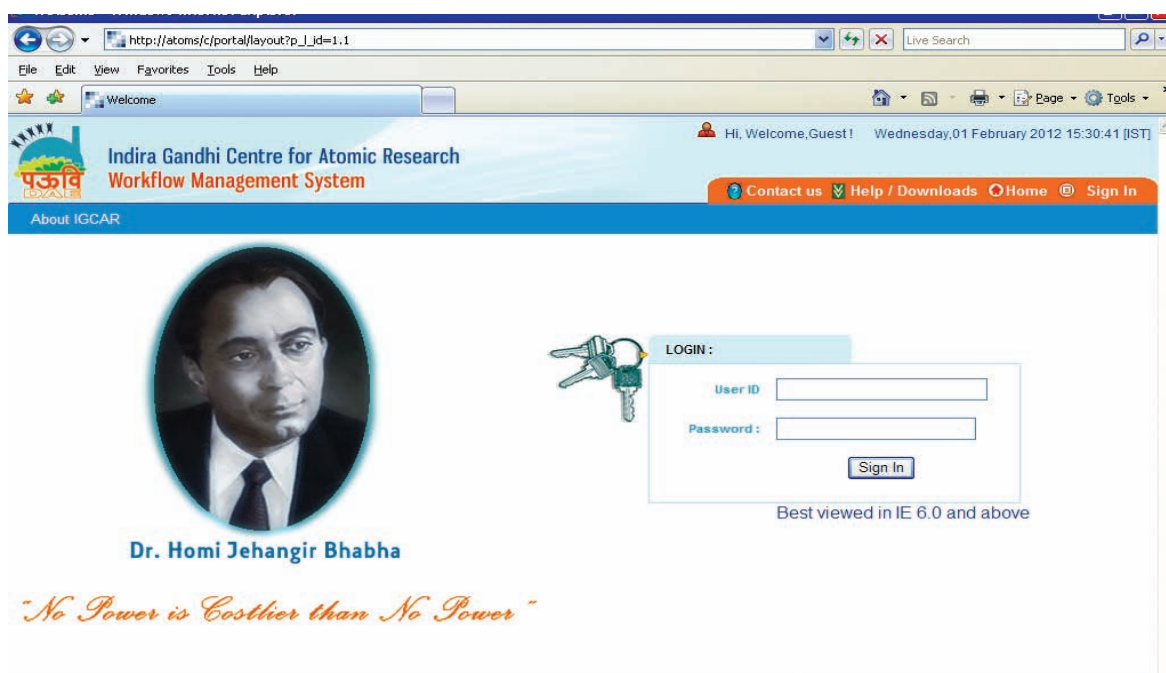 http://atoms/c/portal/layout?p_l_id=1.1
Live Search
File Edit View Favorites Tools Help
Welcome
Page Tools
Hi, Welcome,Guest! Wednesday,01 February 2012 15:30:41 [IST]
Indira Gandhi Centre for Atomic Research
Workflow Management System
पऊवि
DAE
Contact us Help / Downloads Home Sign In
About IGCAR
LOGIN :
User ID
Password :
Sign In
Best viewed in IE 6.0 and above
Dr. Homi Jehangir Bhabha
"No Power is Costlier than No Power "